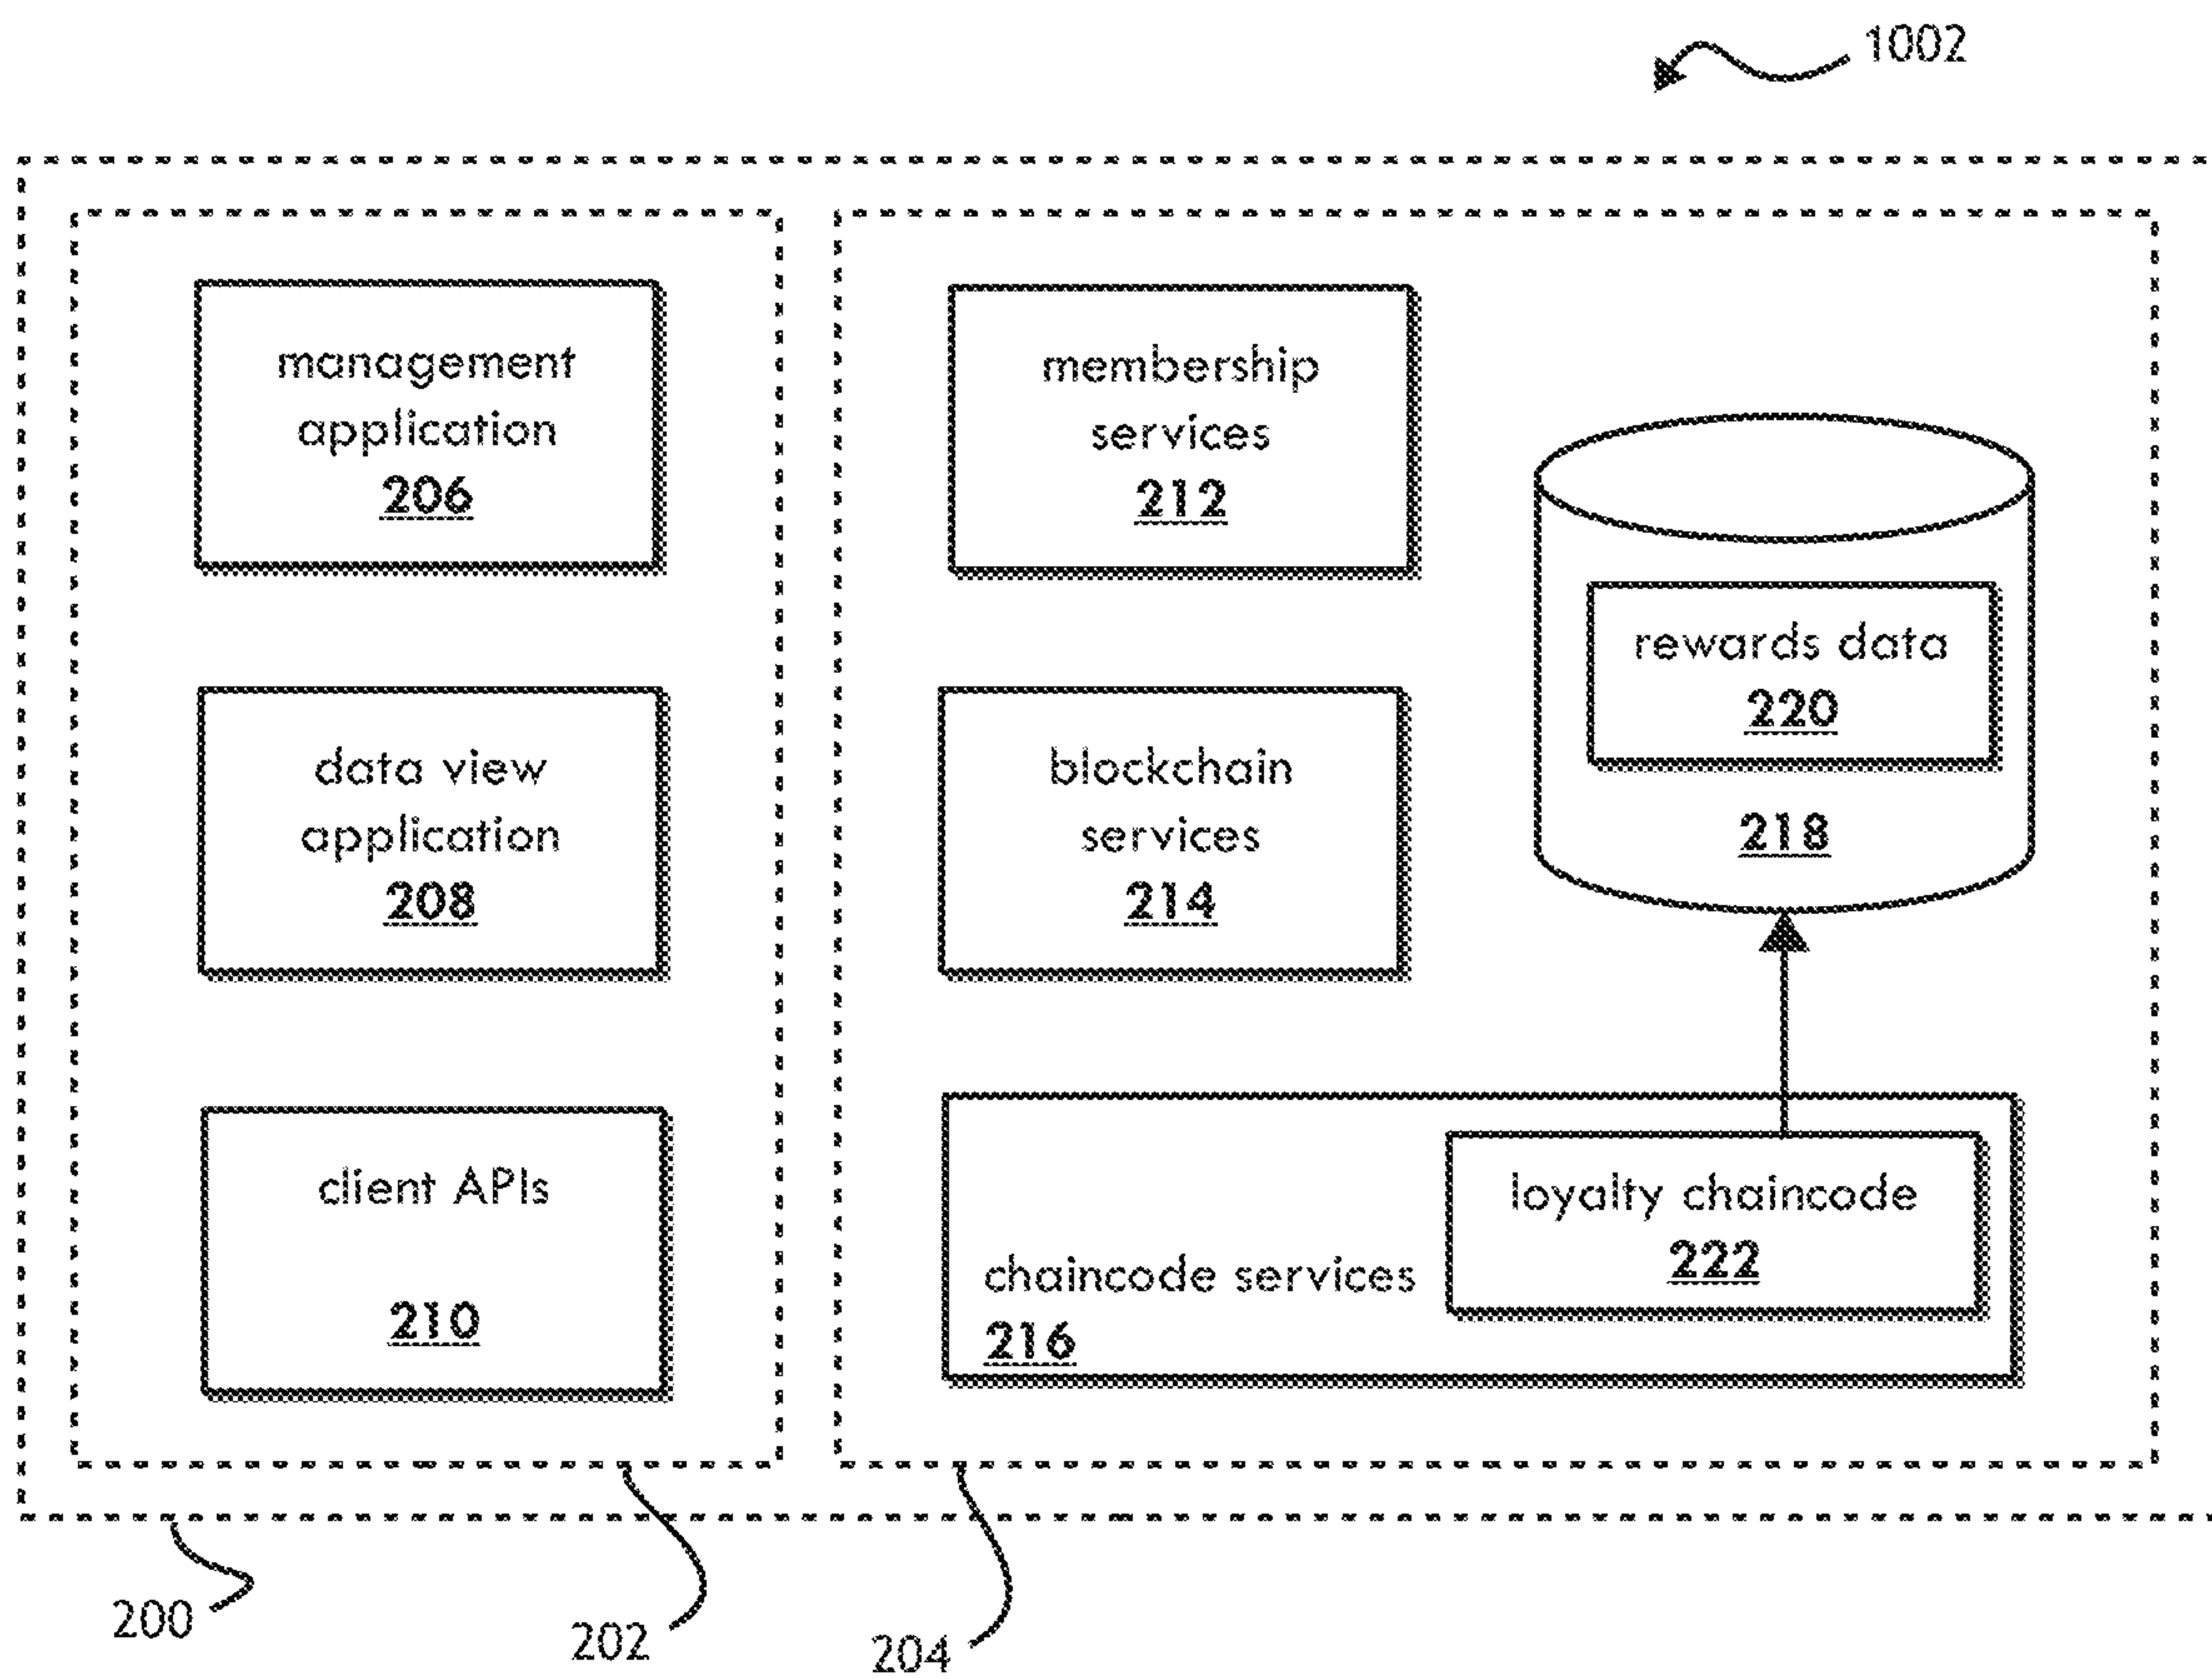 1002
management
application
206
data view
application
208
client APIs
210
membership
services
212
blockchain
services
214
rewards data
220
218
loyalty chaincode
222
chaincode services
216
200
202
204